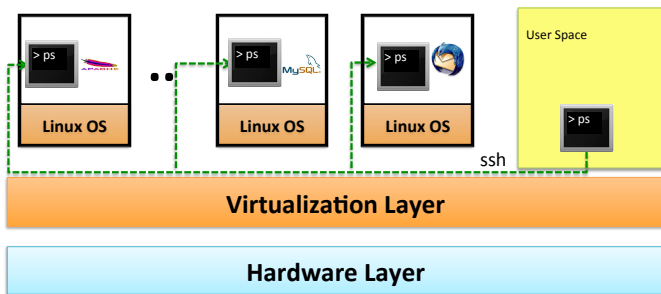 > ps
APACHE
> ps
MySQL
> ps
User Space
Linux OS
Linux OS
Linux OS
> ps
ssh
Virtualization Layer
Hardware Layer